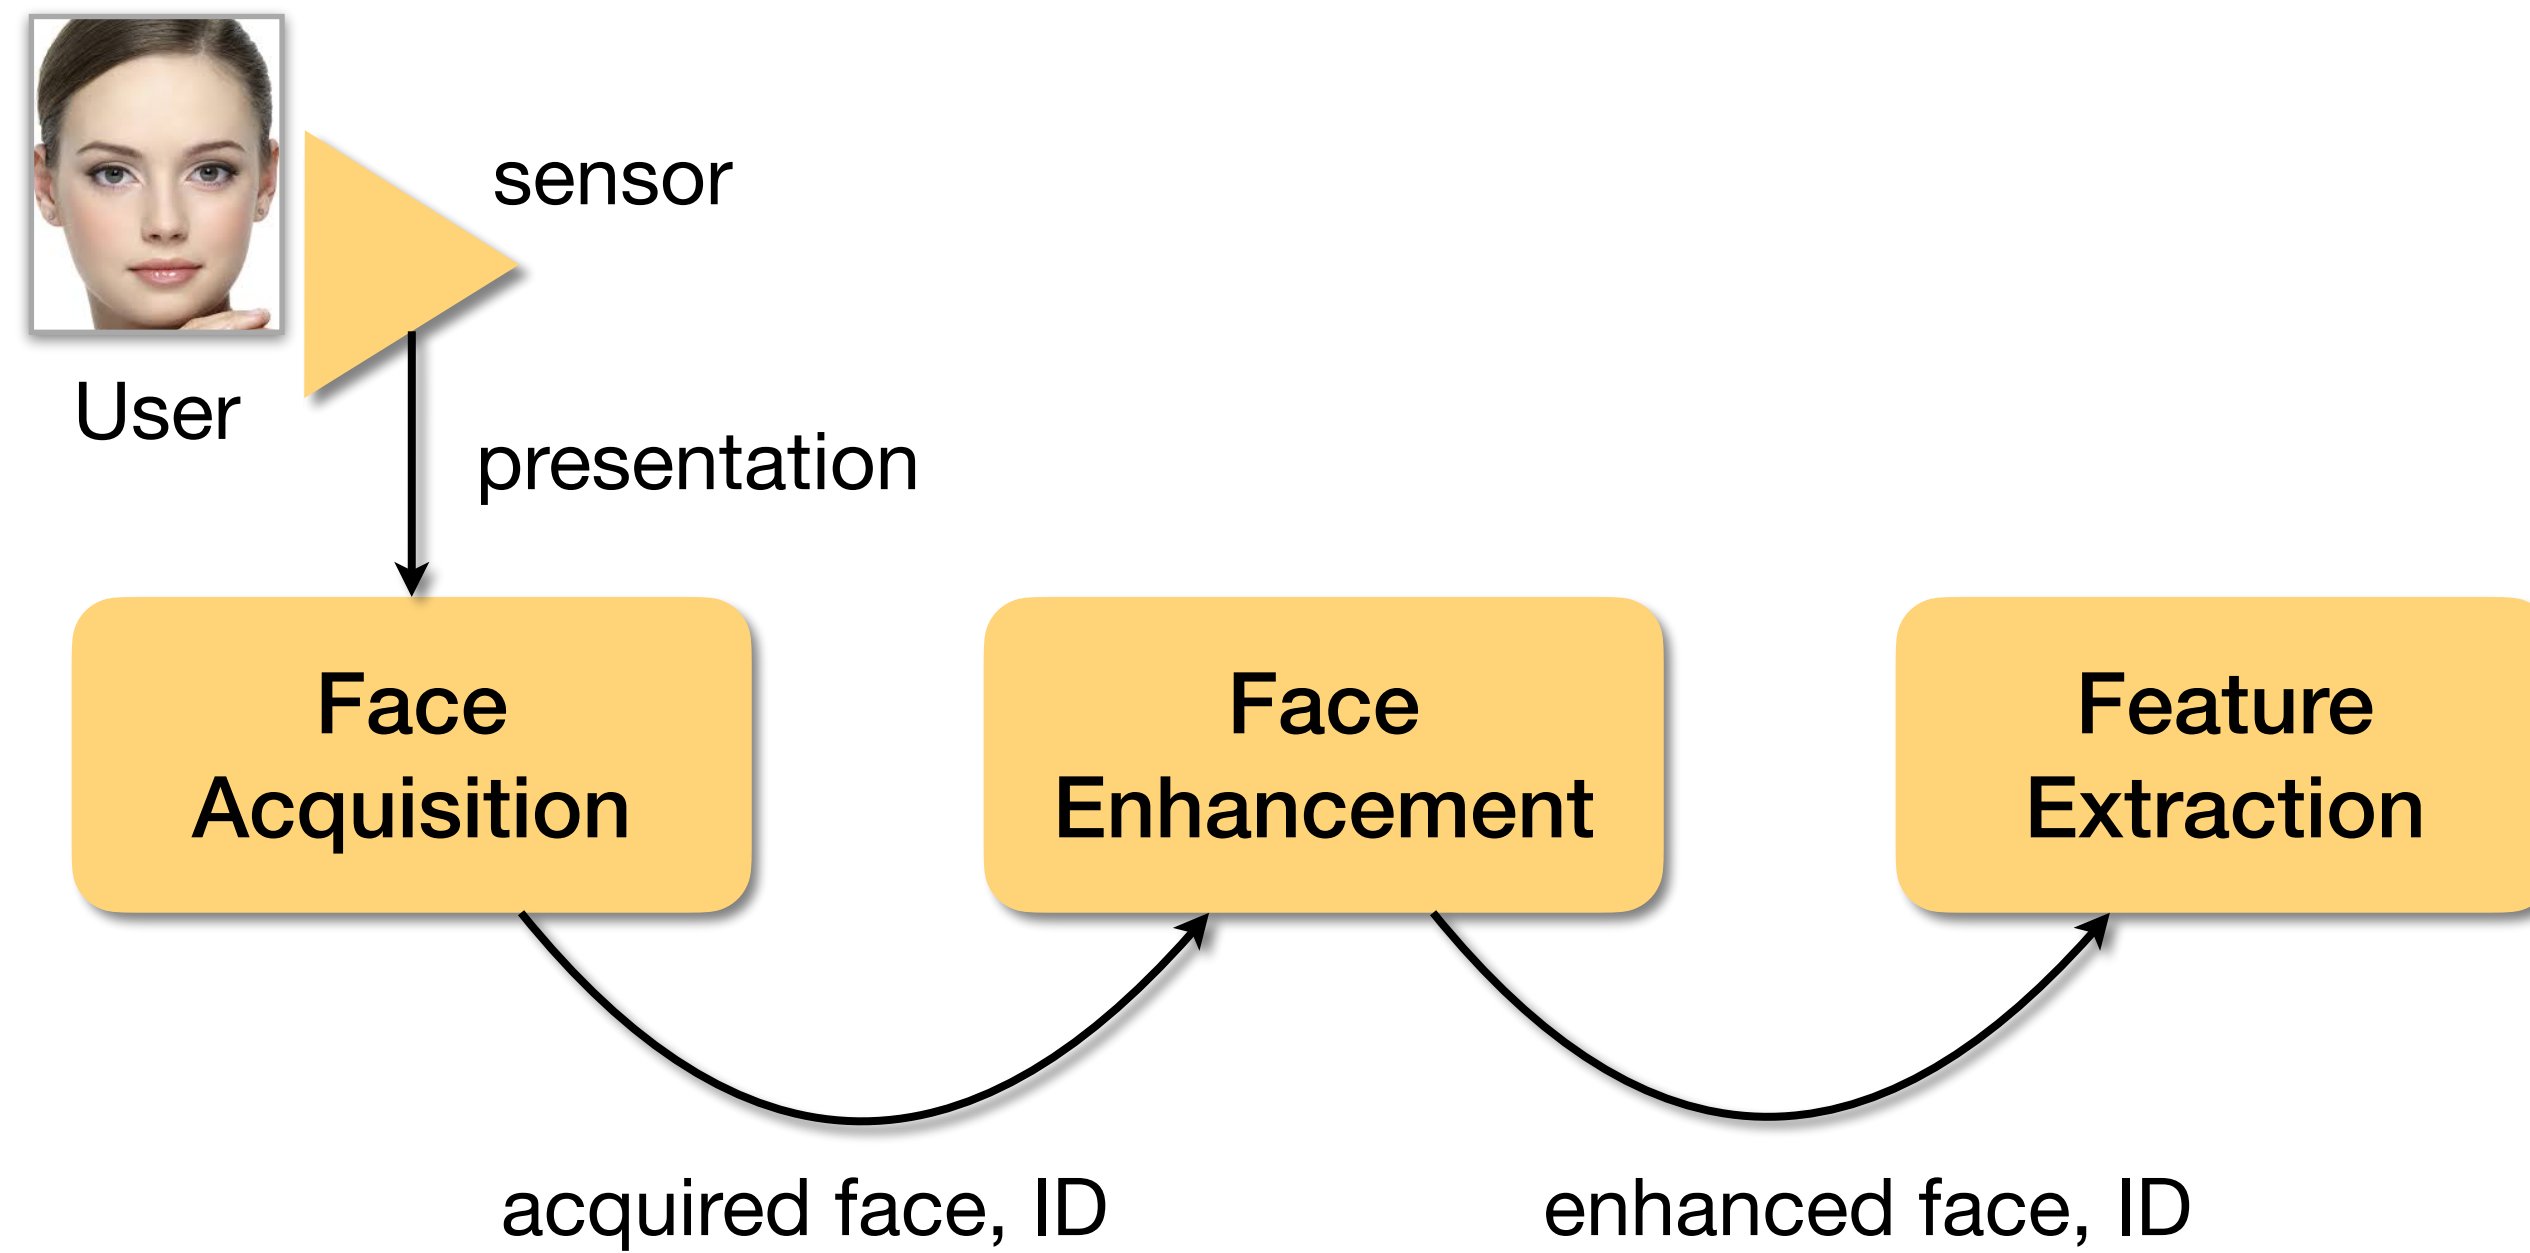 sensor
User
presentation
Face
Acquisition
Face
Enhancement
Feature
Extraction
acquired face, ID
enhanced face, ID